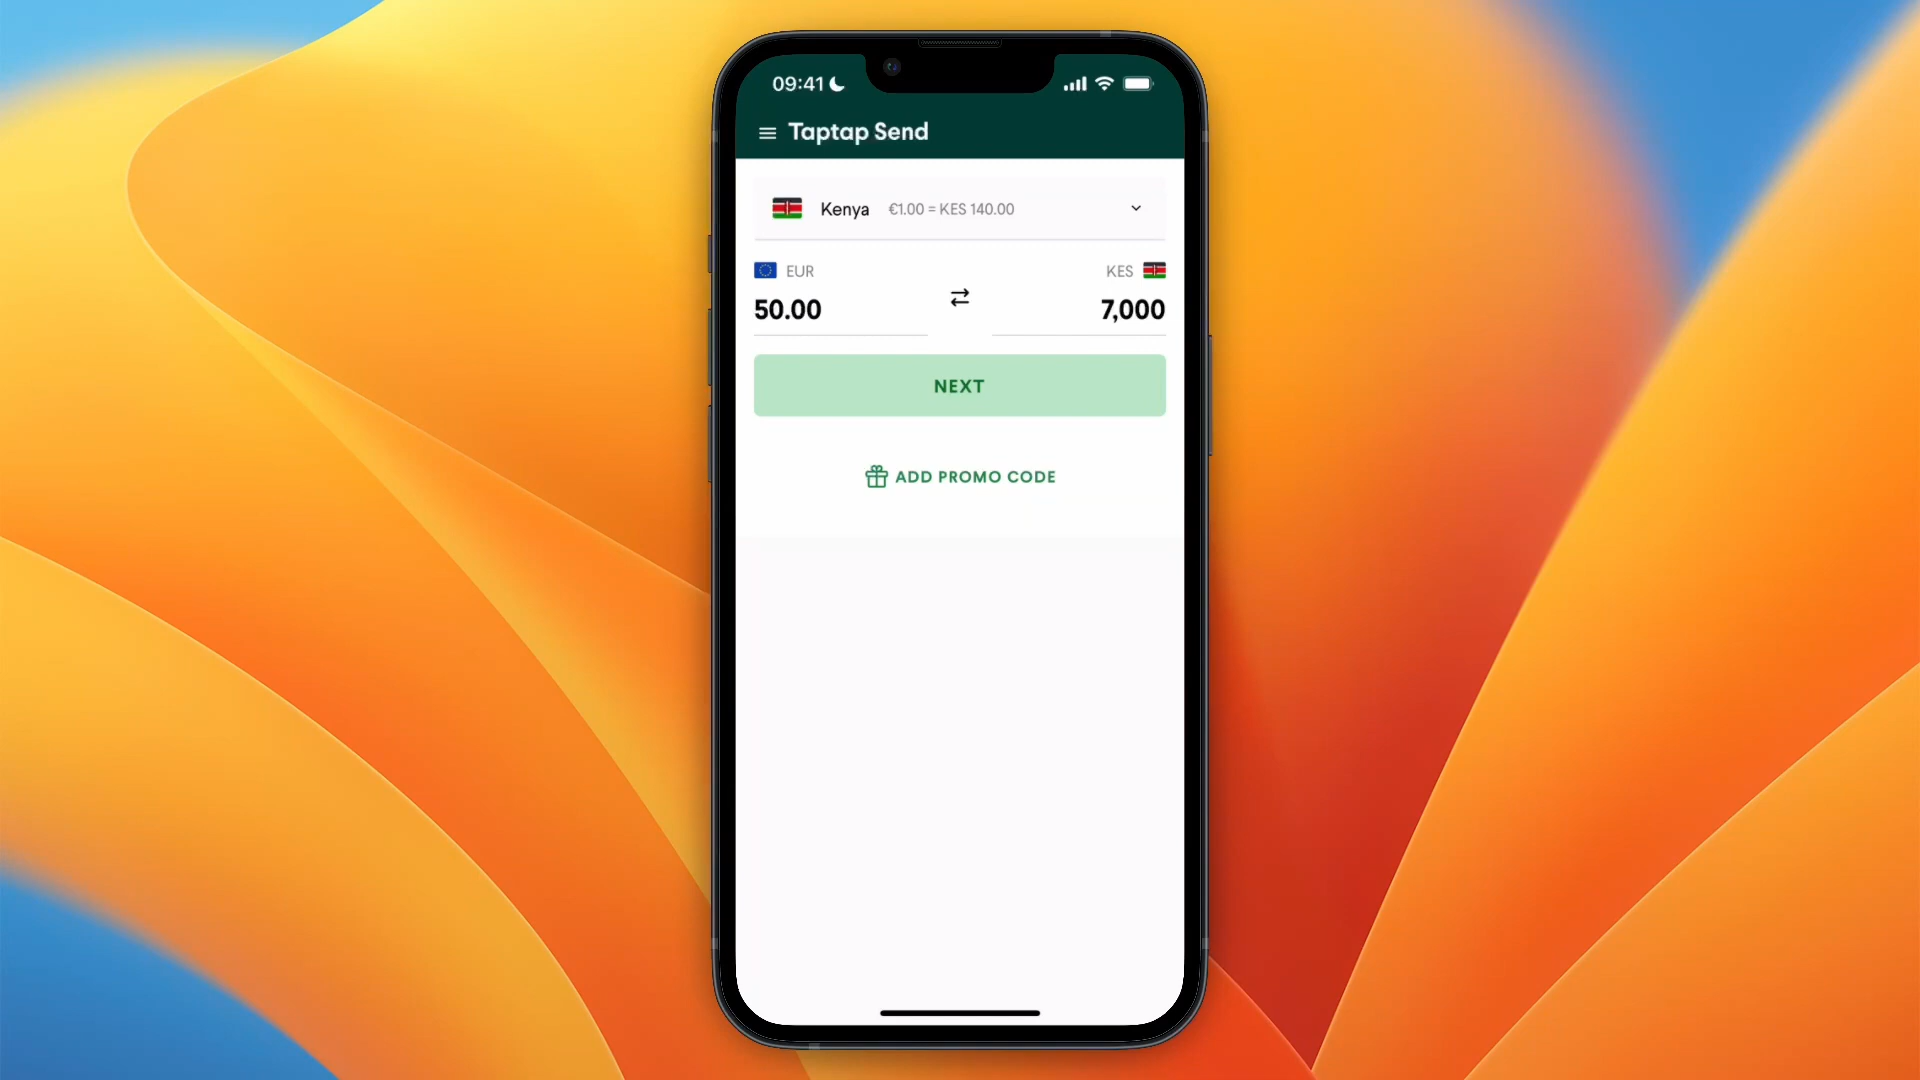 09:41
Taptap Send
Kenya €1.00 = KES 140.00
EUR KES
50.00 7,000
NEXT
ADD PROMO CODE